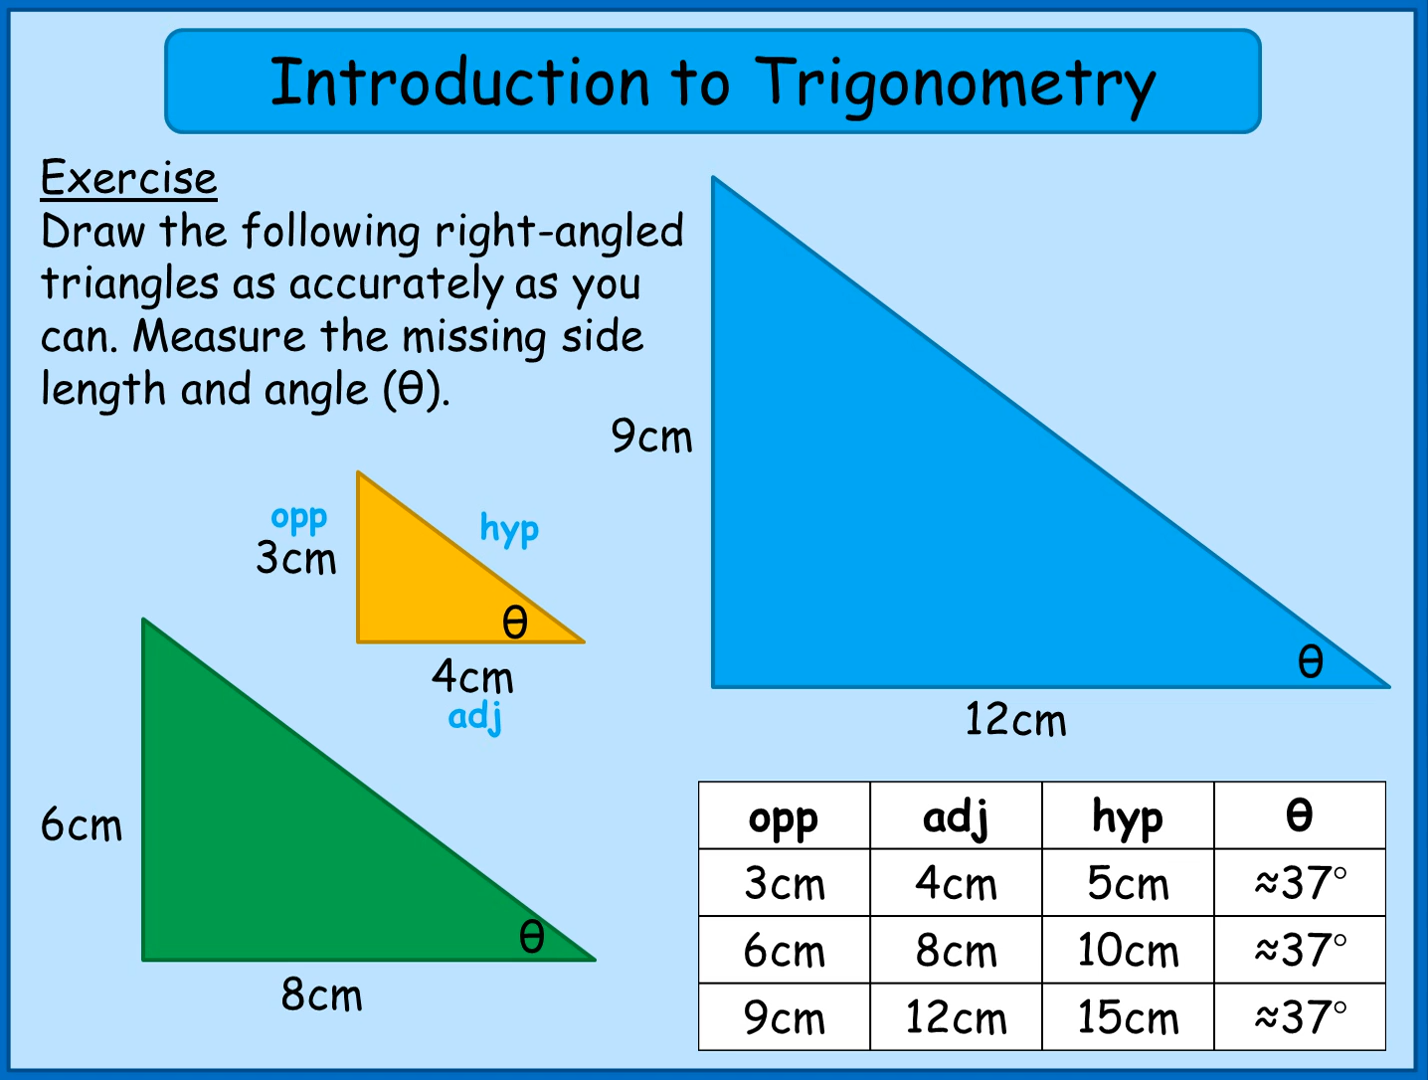 Introduction to Trigonometry
Exercise
Draw the following right-angled
triangles as accurately as you
can. Measure the missing side
length and angle (θ).
9cm
opp
3cm
hyp
θ
4cm
adj
θ
12cm
6cm
θ
8cm
opp adj hyp θ
3cm 4cm 5cm ≈37°
6cm 8cm 10cm ≈37°
9cm 12cm 15cm ≈37°